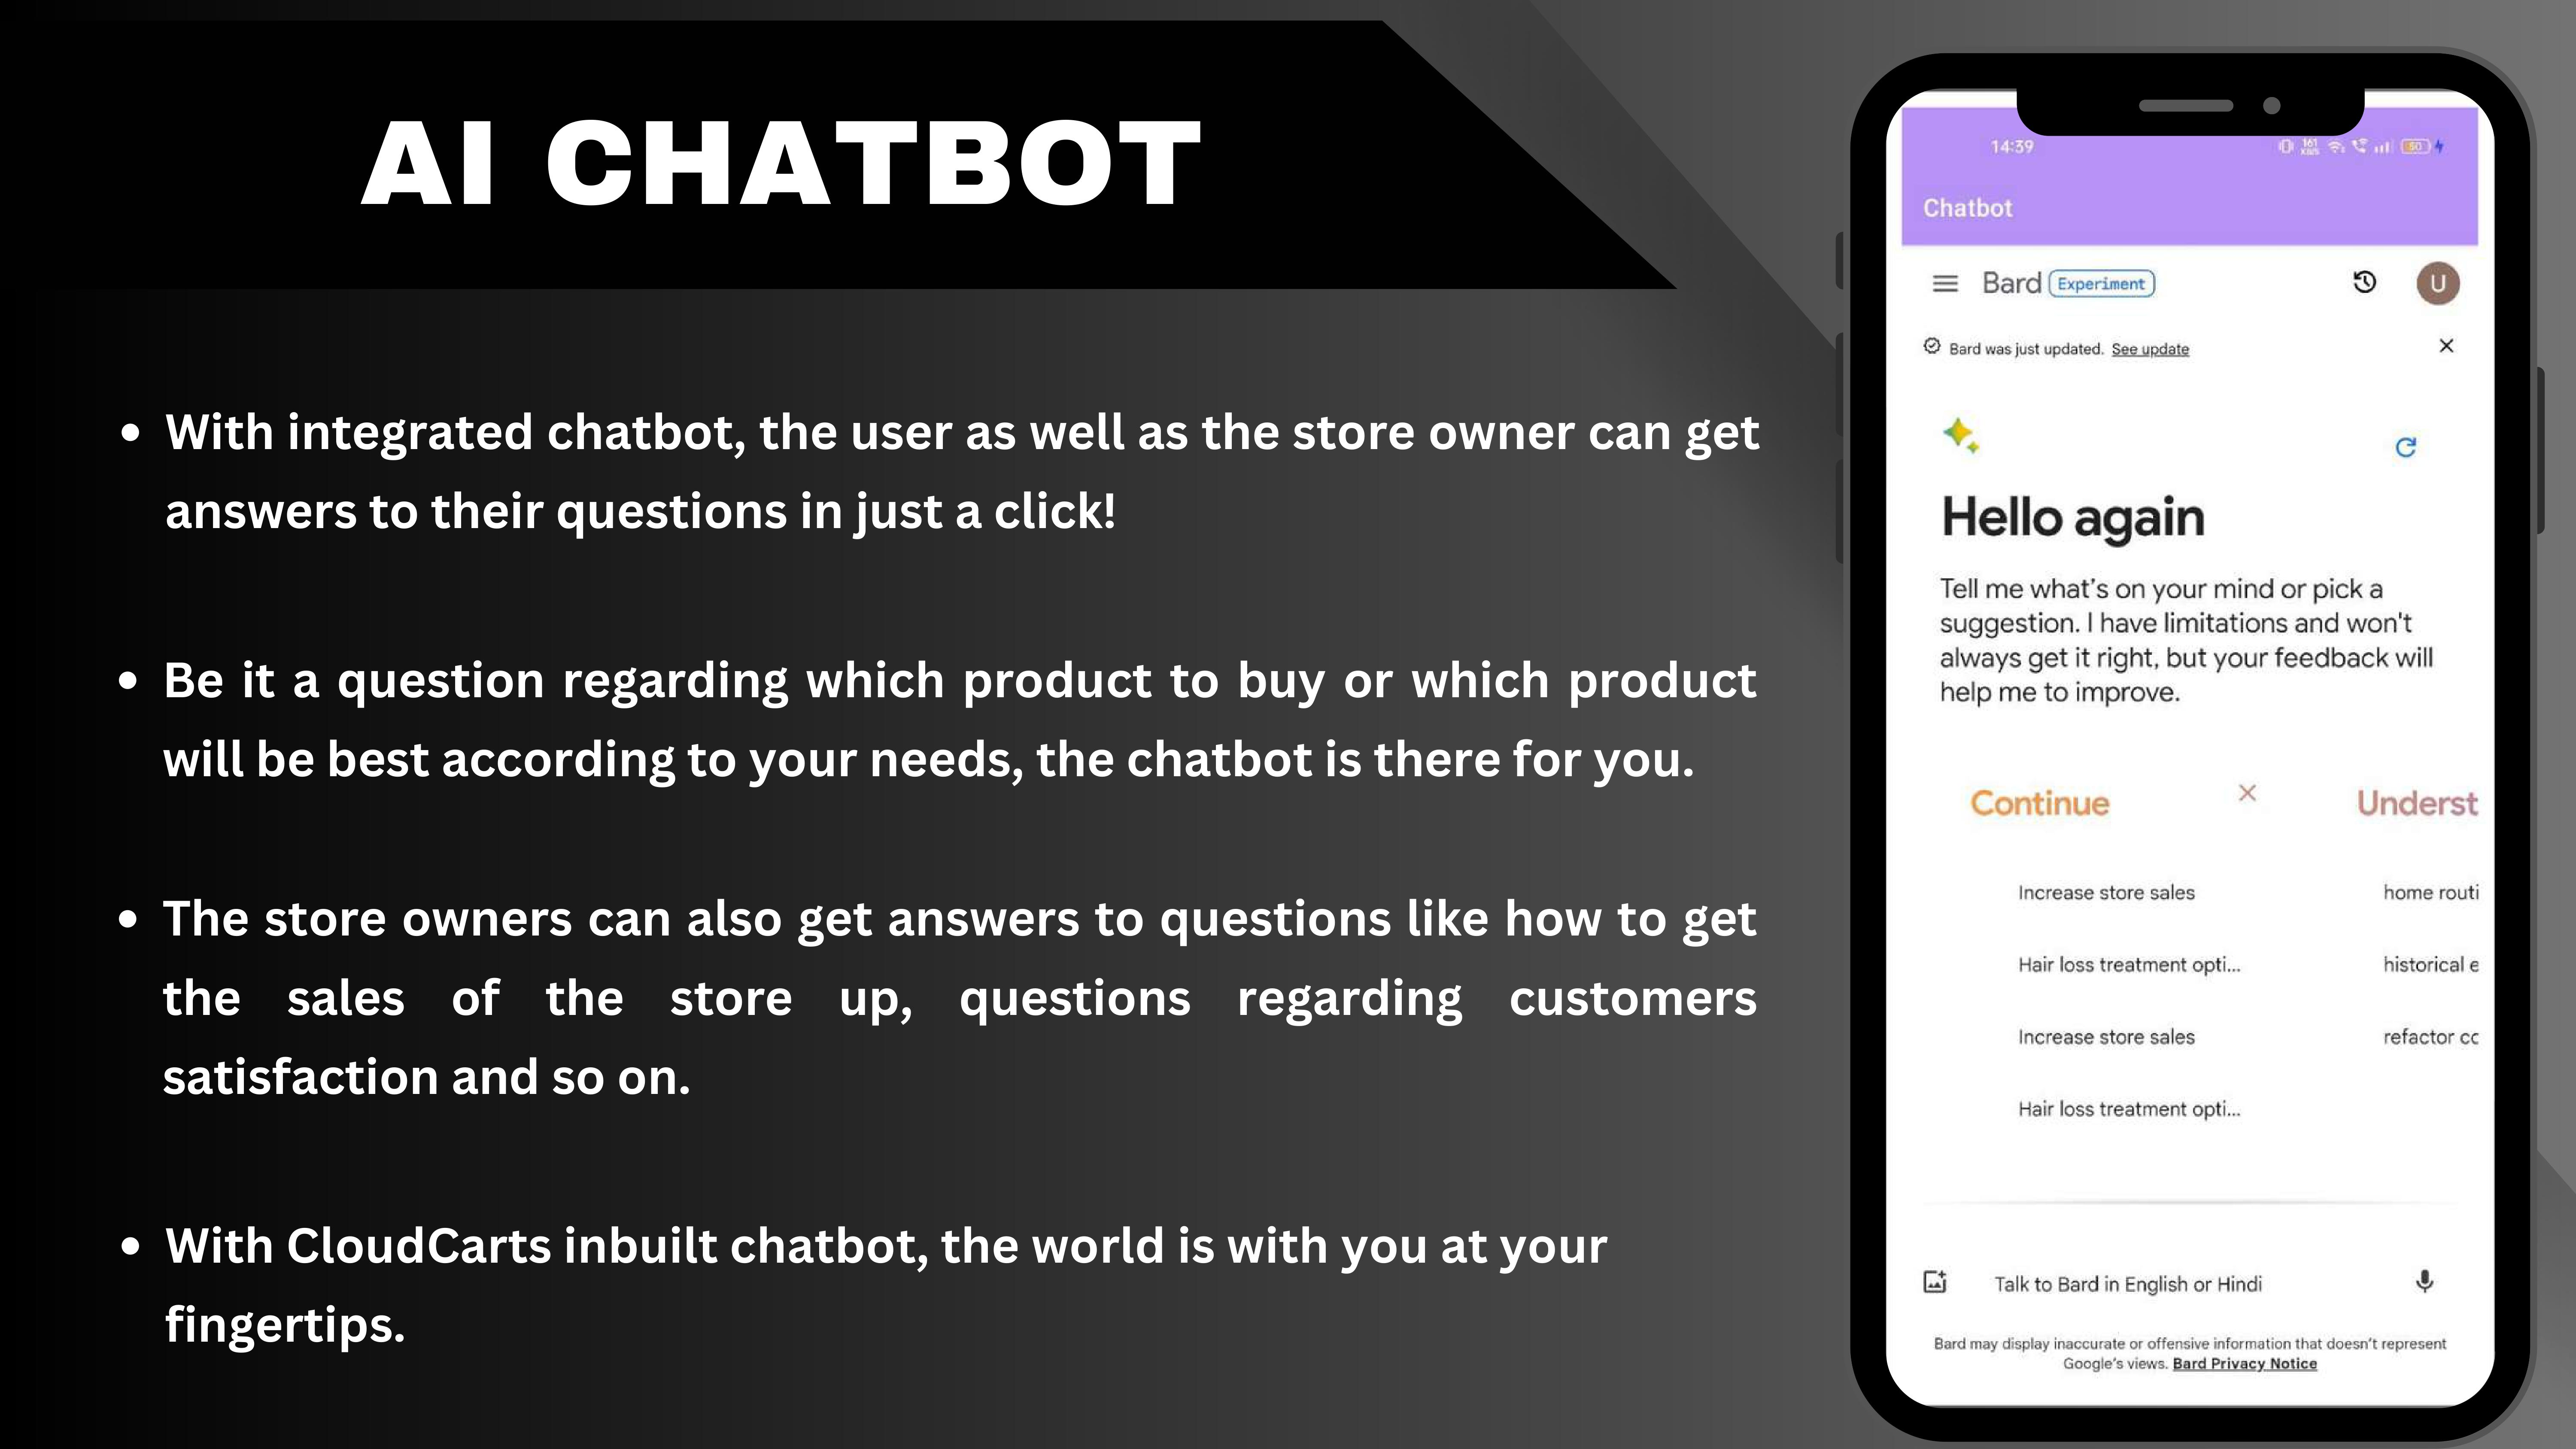 AI CHATBOT
• With integrated chatbot, the user as well as the store owner can get
answers to their questions in just a click!
• Be it a question regarding which product to buy or which product
will be best according to your needs, the chatbot is there for you.
• The store owners can also get answers to questions like how to get
the sales of the store up, questions regarding customers
satisfaction and so on.
• With CloudCarts inbuilt chatbot, the world is with you at your
fingertips.
14:39
161
KB/S
50
Chatbot
Bard Experiment
U
Bard was just updated. See update
Hello again
Tell me what's on your mind or pick a
suggestion. I have limitations and won't
always get it right, but your feedback will
help me to improve.
Continue
Increase store sales
Hair loss treatment opti...
Increase store sales
Hair loss treatment opti...
Underst
home routi
historical e
refactor cc
Talk to Bard in English or Hindi
Bard may display inaccurate or offensive information that doesn't represent
Google's views. Bard Privacy Notice